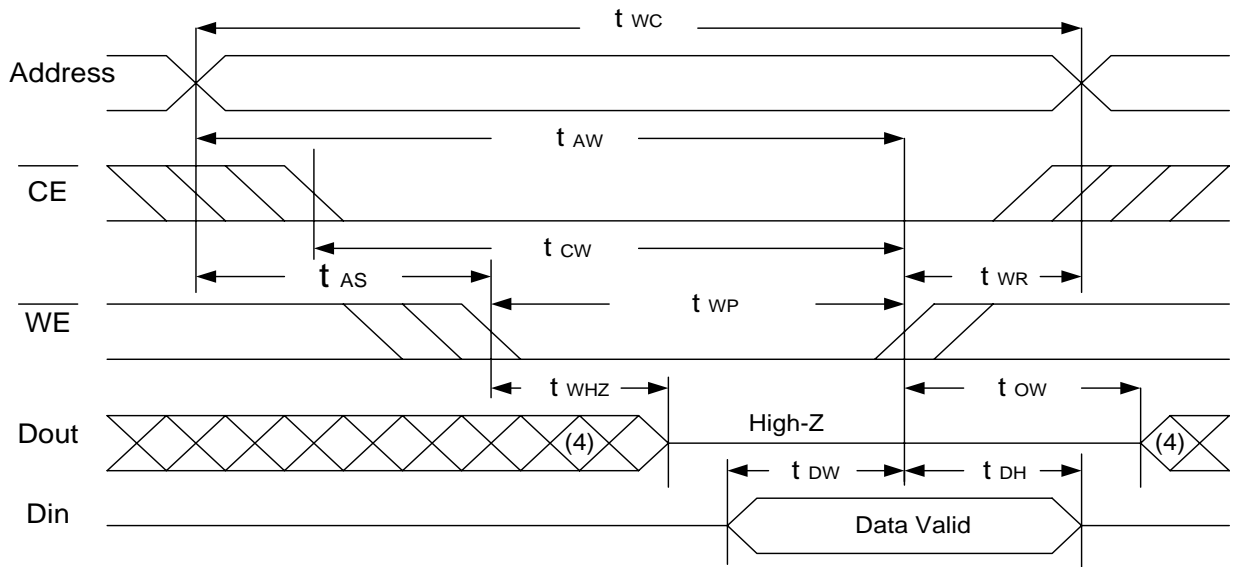 t WC
Address
t AW
CE
t CW
t AS
t WR
t WP
WE
t WHZ
t OW
Dout
(4)
High-Z
(4)
t DW
t DH
Din
Data Valid